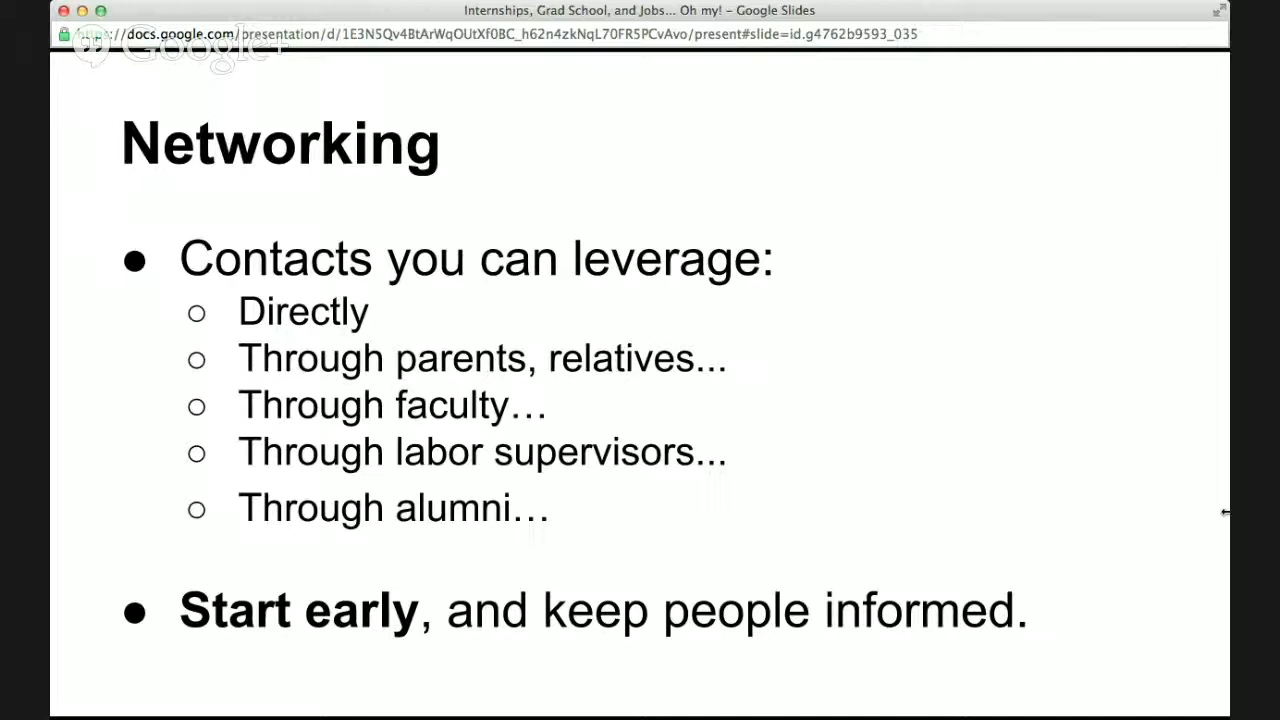 Internships, Grad School, and Jobs... Oh my! – Google Slides
https://docs.google.com/presentation/d/1E3N5Qv4BtArWqOUtXf0BC_h62n4zkNqL70FR5PCvAvo/present#slide=id.g4762b9593_035
Google+
Networking
● Contacts you can leverage:
○ Directly
○ Through parents, relatives...
○ Through faculty…
○ Through labor supervisors...
○ Through alumni…
● Start early, and keep people informed.